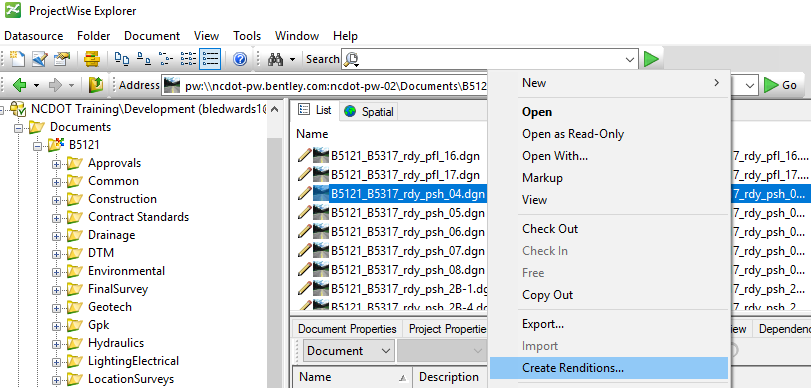 ProjectWise Explorer
Datasource Folder Document View Tools Window Help
Search
Address pw:\\ncdot-pw.bentley.com:ncdot-pw-02\Documents\B512 Go
NCDOT Training\Development (bledwards1@
Documents
B5121
Approvals
Common
Construction
Contract Standards
Drainage
DTM
Environmental
FinalSurvey
Geotech
Gpk
Hydraulics
LightingElectrical
LocationSurveys
List Spatial
Name
B5121_B5317_rdy_pfl_16.dgn 7_rdy_pfl_16....
B5121_B5317_rdy_pfl_17.dgn 7_rdy_pfl_17....
B5121_B5317_rdy_psh_04.dgn 7_rdy_psh_0...
B5121_B5317_rdy_psh_05.dgn 7_rdy_psh_0...
B5121_B5317_rdy_psh_06.dgn 7_rdy_psh_0...
B5121_B5317_rdy_psh_07.dgn 7_rdy_psh_0...
B5121_B5317_rdy_psh_08.dgn 7_rdy_psh_0...
B5121_B5317_rdy_psh_2B-1.dg 7_rdy_psh_2...
B5121_B5317_rdy_psh_2B-4.dg 7_rdy_psh_2...
Document Properties Project Propertie iew Dependenc
Document
Name Description
New
Open
Open as Read-Only
Open With...
Markup
View
Check Out
Check In
Free
Copy Out
Export...
Import
Create Renditions...